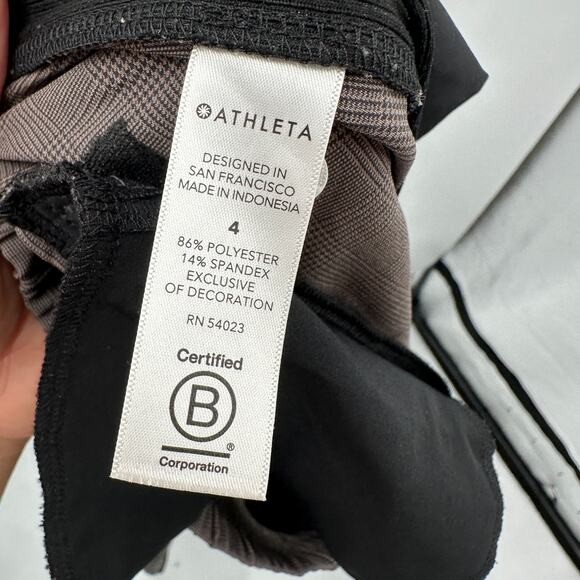 ATHLETA
DESIGNED IN
SAN FRANCISCO
MADE IN INDONESIA
4
86% POLYESTER
14% SPANDEX
EXCLUSIVE
OF DECORATION
RN 54023
Certified
B
®
Corporation